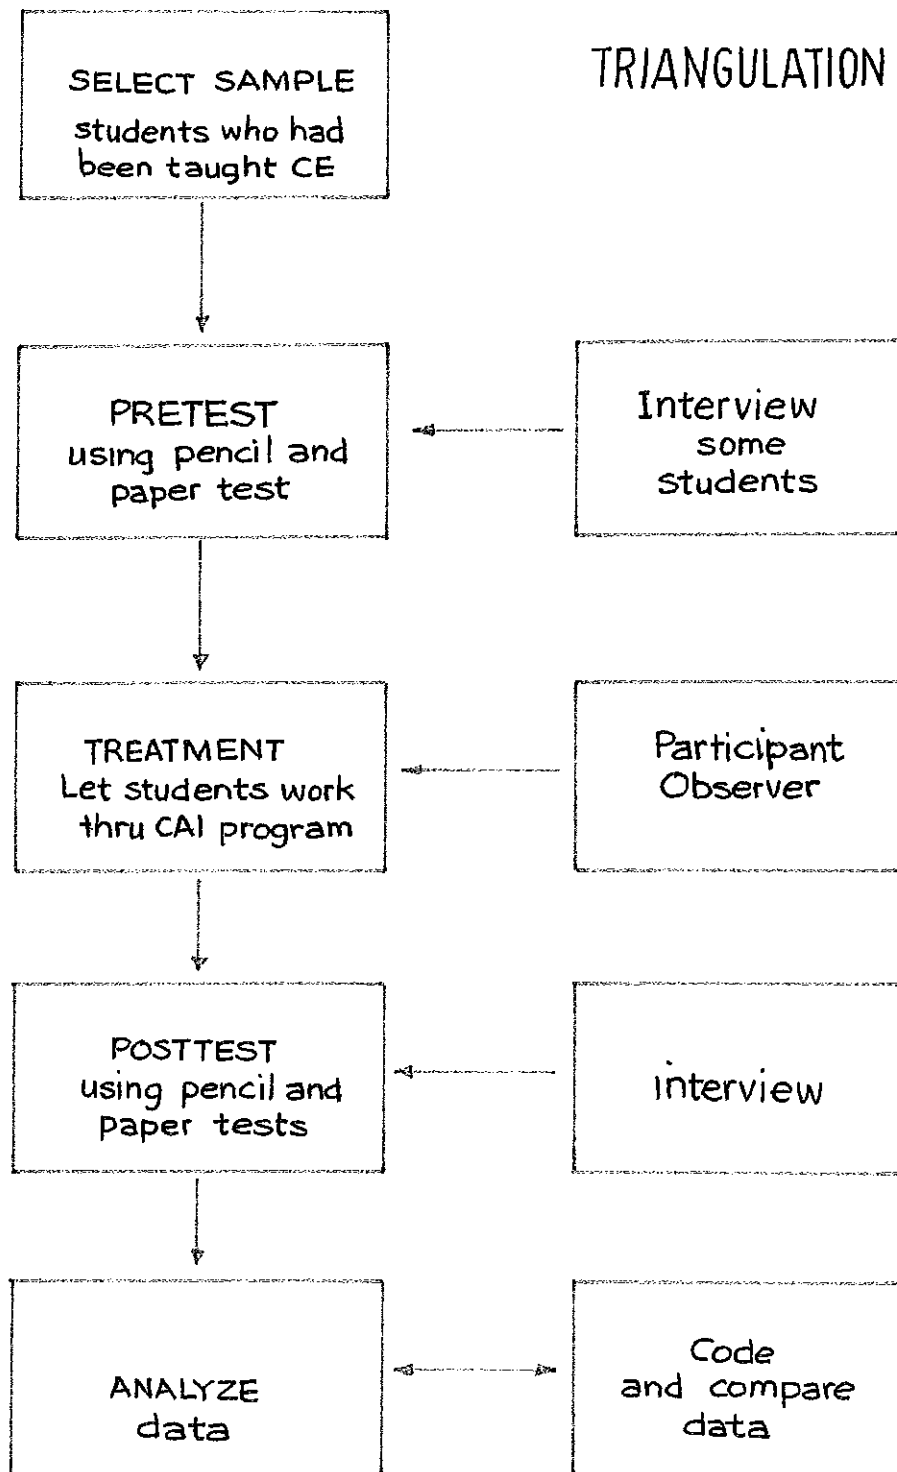 TRIANGULATION
SELECT SAMPLE
students who had
been taught CE
PRETEST
using pencil and
paper test
Interview
some
students
TREATMENT
Let students work
thru CAI program
Participant
Observer
POSTTEST
using pencil and
paper tests
interview
ANALYZE
data
Code
and compare
data